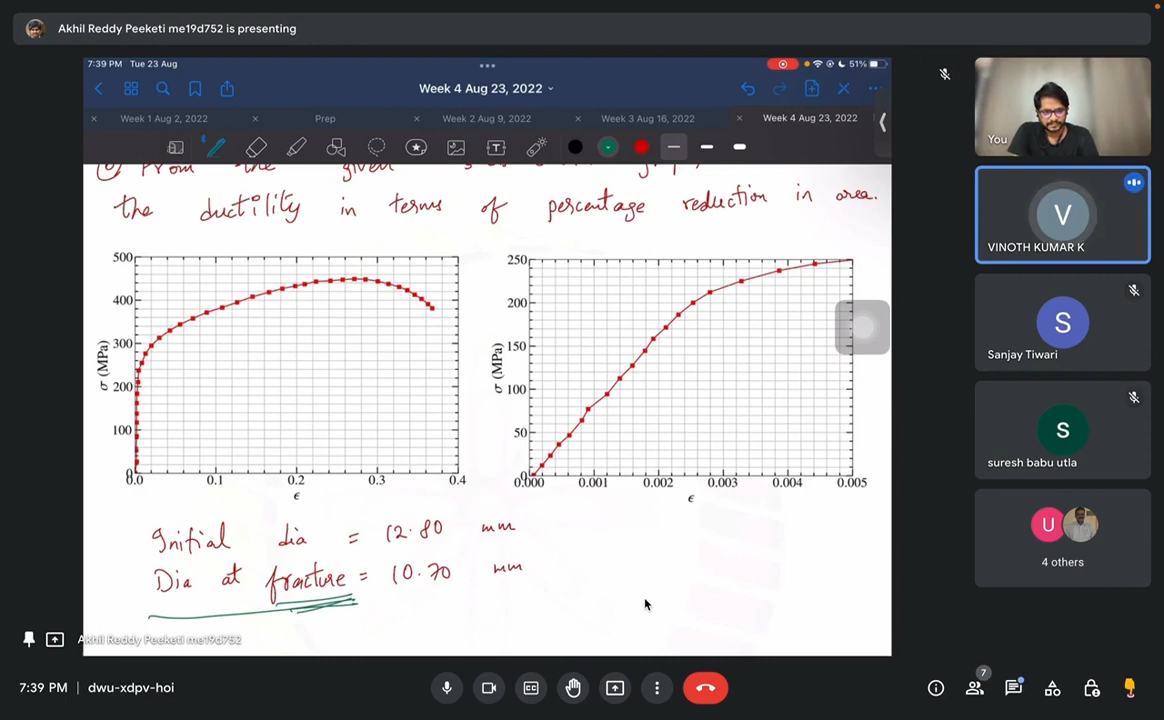 Akhil Reddy Peeketi me19d752 is presenting
7:39 PM Tue 23 Aug
51%
Week 4 Aug 23, 2022
Week 1 Aug 2, 2022
Prep
Week 2 Aug 9, 2022
Week 3 Aug 16, 2022
Week 4 Aug 23, 2022
From the given
the ductility in terms of percentage reduction in area.
500
400
300
200
100
0
σ (MPa)
0.0 0.1 0.2 0.3 0.4
ϵ
250
200
150
100
50
0
σ (MPa)
0.000 0.001 0.002 0.003 0.004 0.005
ϵ
Initial dia = 12.80 mm
Dia at fracture = 10.70 mm
Akhil Reddy Peeketi me19d752
You
V
VINOTH KUMAR K
S
Sanjay Tiwari
S
suresh babu utla
U
4 others
7:39 PM | dwu-xdpv-hoi
7